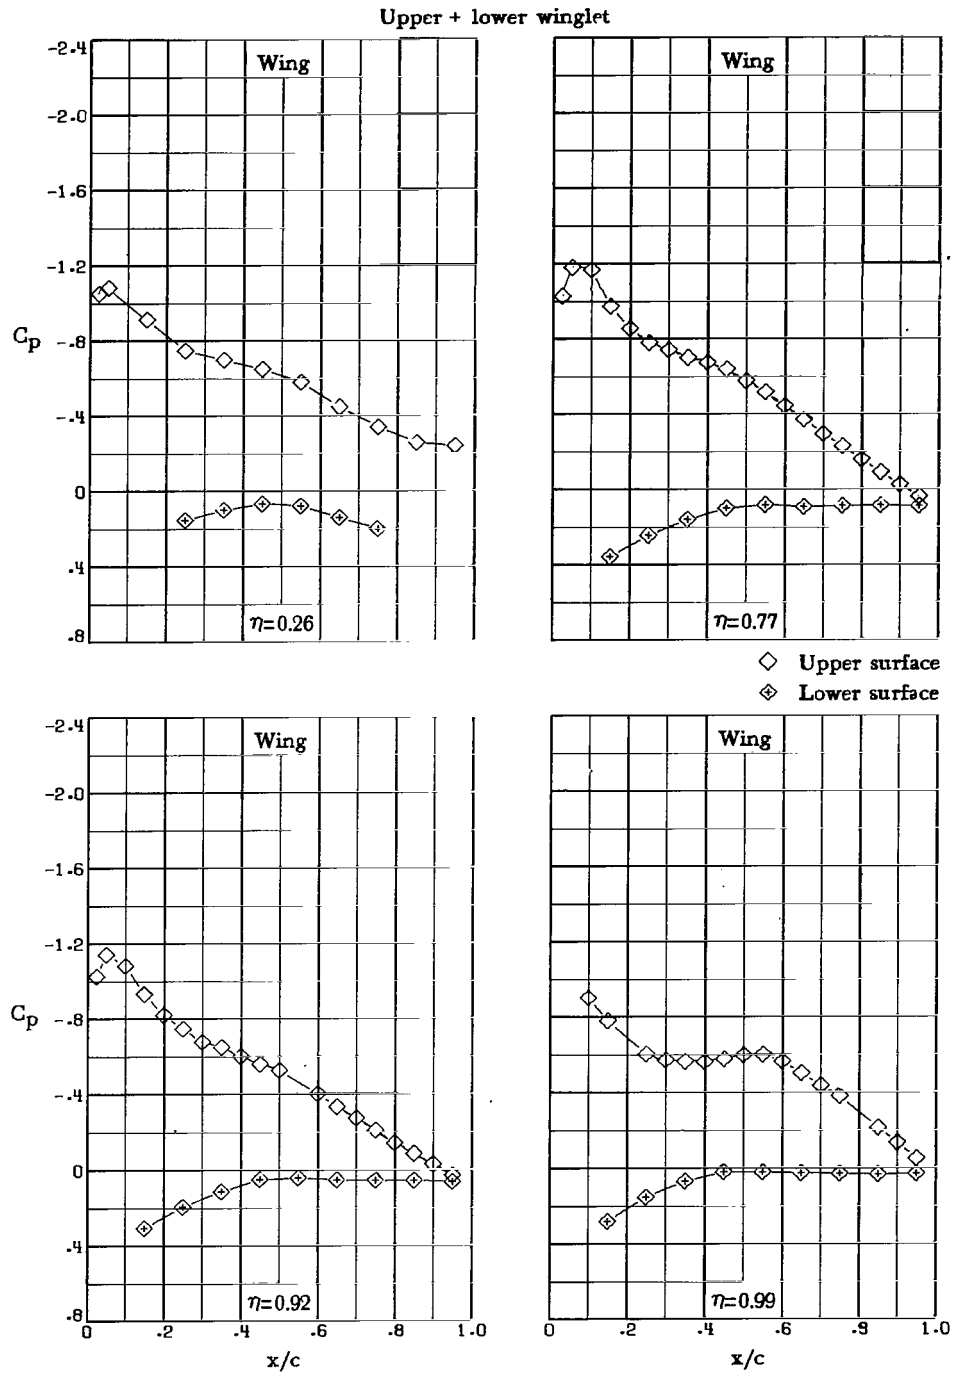 Upper + lower winglet
-2.4
Wing
Wing
-2.0
-1.6
-1.2
Cp
-.8
-.4
0
.4
.8
η=0.26
η=0.77
Upper surface
Lower surface
-2.4
Wing
Wing
-2.0
-1.6
-1.2
Cp
-.8
-.4
0
.4
.8
η=0.92
η=0.99
0 .2 .4 .6 .8 1.0
0 .2 .4 .6 .8 1.0
x/c
x/c